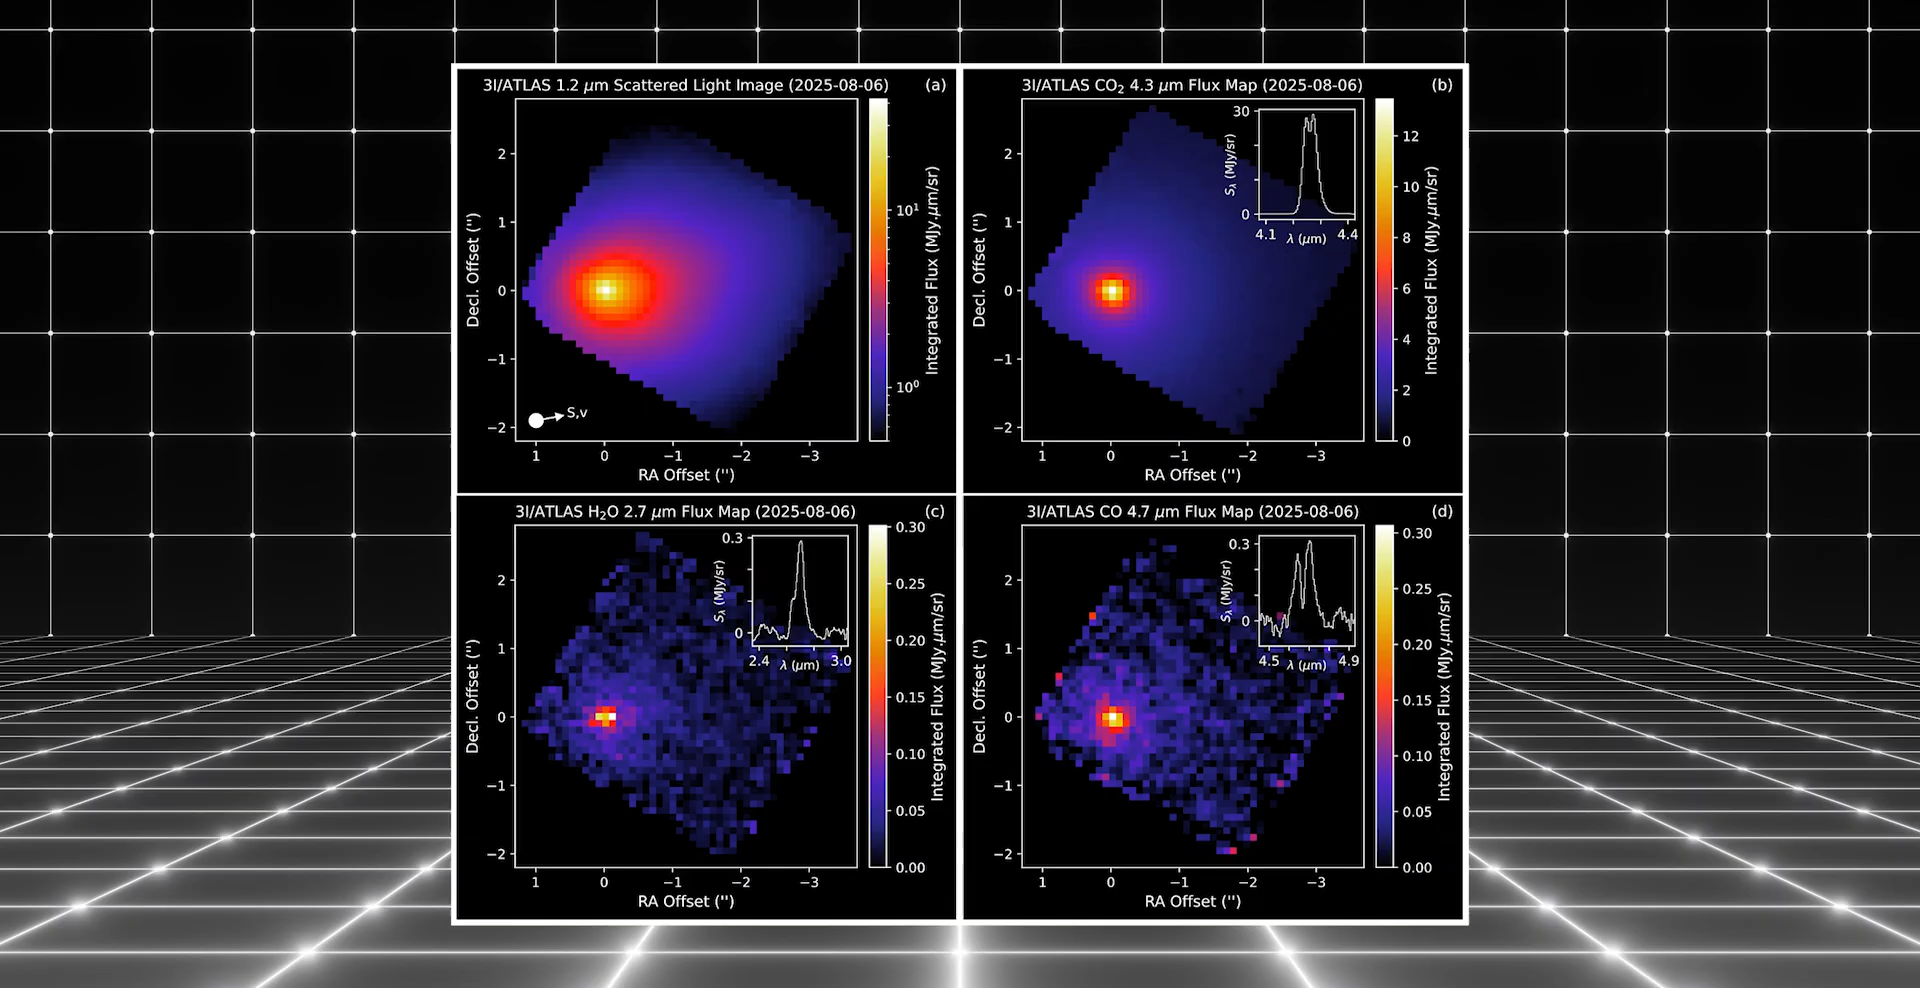 3I/ATLAS 1.2 μm Scattered Light Image (2025-08-06) (a)
Decl. Offset ('')
2
1
0
−1
−2
S,v
1 0 −1 −2 −3
RA Offset ('')
10¹
10⁰
Integrated Flux (MJy.μm/sr)
3I/ATLAS CO₂ 4.3 μm Flux Map (2025-08-06) (b)
Decl. Offset ('')
2
1
0
−1
−2
30
0
Sλ (MJy/sr)
4.1 λ (μm) 4.4
1 0 −1 −2 −3
RA Offset ('')
12
10
8
6
4
2
0
Integrated Flux (MJy.μm/sr)
3I/ATLAS H₂O 2.7 μm Flux Map (2025-08-06) (c)
Decl. Offset ('')
2
1
0
−1
−2
0.3
0
Sλ (MJy/sr)
2.4 λ (μm) 3.0
1 0 −1 −2 −3
RA Offset ('')
0.30
0.25
0.20
0.15
0.10
0.05
0.00
Integrated Flux (MJy.μm/sr)
3I/ATLAS CO 4.7 μm Flux Map (2025-08-06) (d)
Decl. Offset ('')
2
1
0
−1
−2
0.3
0
Sλ (MJy/sr)
4.5 λ (μm) 4.9
1 0 −1 −2 −3
RA Offset ('')
0.30
0.25
0.20
0.15
0.10
0.05
0.00
Integrated Flux (MJy.μm/sr)